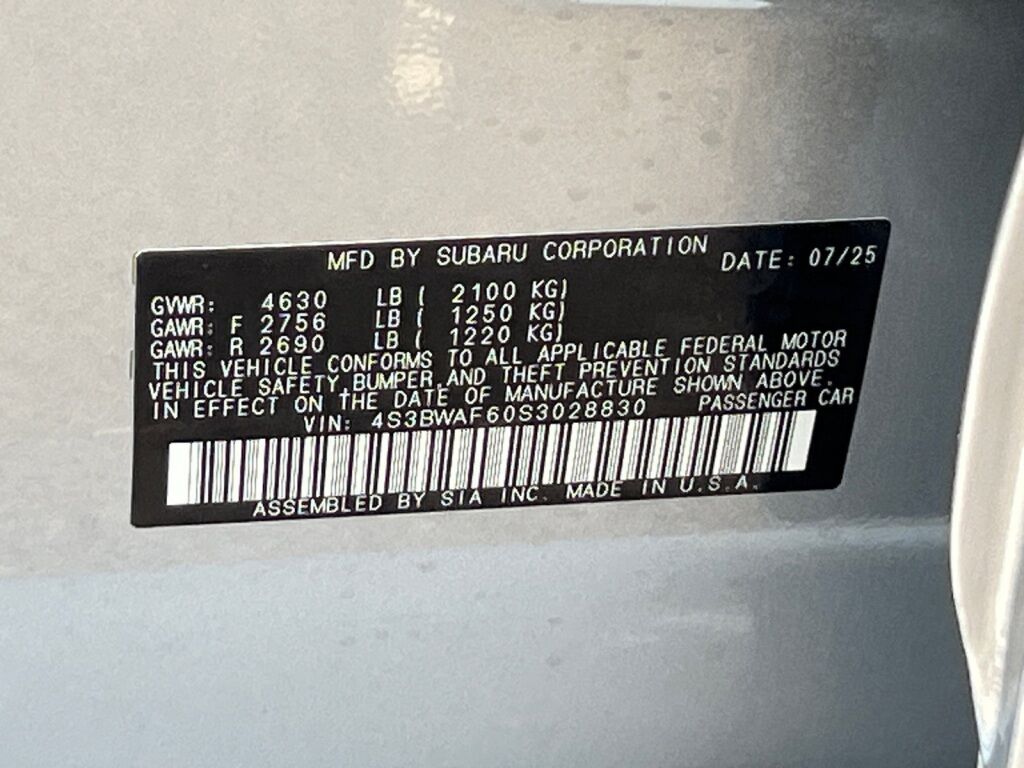 MFD BY SUBARU CORPORATION DATE: 07/25
GVWR: 4630 LB ( 2100 KG)
GAWR: F 2756 LB ( 1250 KG)
GAWR: R 2690 LB ( 1220 KG)
THIS VEHICLE CONFORMS TO ALL APPLICABLE FEDERAL MOTOR
VEHICLE SAFETY,BUMPER,AND THEFT PREVENTION STANDARDS
IN EFFECT ON THE DATE OF MANUFACTURE SHOWN ABOVE.
VIN: 4S3BWAF60S3028830 PASSENGER CAR
ASSEMBLED BY SIA INC. MADE IN U.S.A.